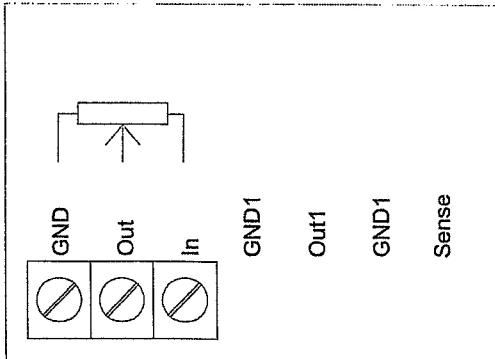 GND
Out
In
GND1
Out1
GND1
Sense